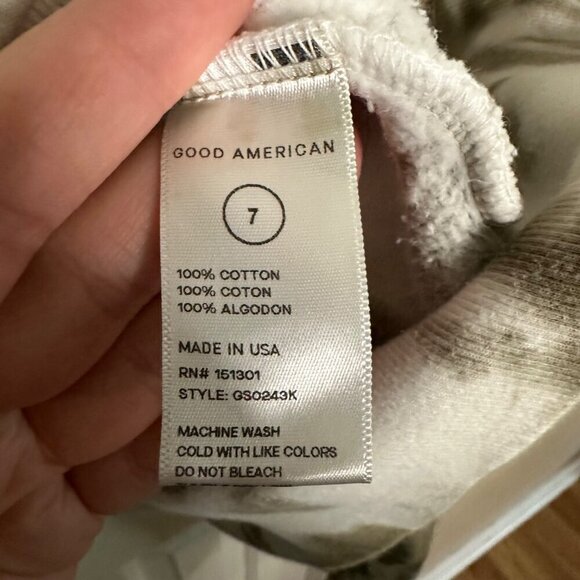 GOOD AMERICAN
7
100% COTTON
100% COTON
100% ALGODON
MADE IN USA
RN# 151301
STYLE: GS0243K
MACHINE WASH
COLD WITH LIKE COLORS
DO NOT BLEACH